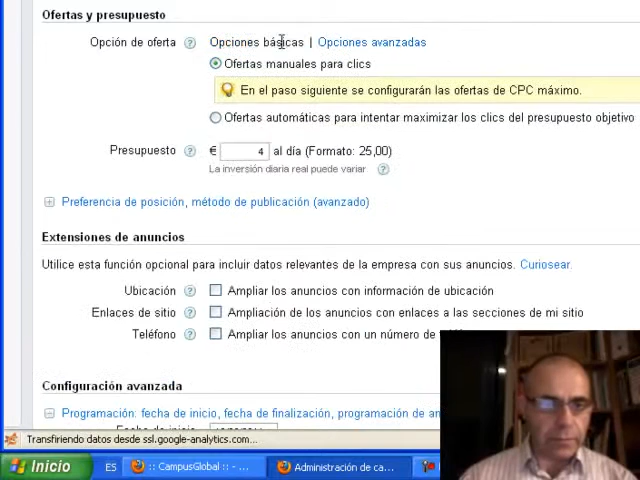 Ofertas y presupuesto
Opción de oferta Opciones básicas | Opciones avanzadas
Ofertas manuales para clics
En el paso siguiente se configurarán las ofertas de CPC máximo.
Ofertas automáticas para intentar maximizar los clics del presupuesto objetivo
Presupuesto € 4 al día (Formato: 25,00)
La inversión diaria real puede variar
Preferencia de posición, método de publicación (avanzado)
Extensiones de anuncios
Utilice esta función opcional para incluir datos relevantes de la empresa con sus anuncios. Curiosear.
Ubicación Ampliar los anuncios con información de ubicación
Enlaces de sitio Ampliación de los anuncios con enlaces a las secciones de mi sitio
Teléfono Ampliar los anuncios con un número de
Configuración avanzada
Programación: fecha de inicio, fecha de finalización, programación de an
Transfiriendo datos desde ssl.google-analytics.com...
Inicio ES :: CampusGlobal :: - ... Administración de ca...